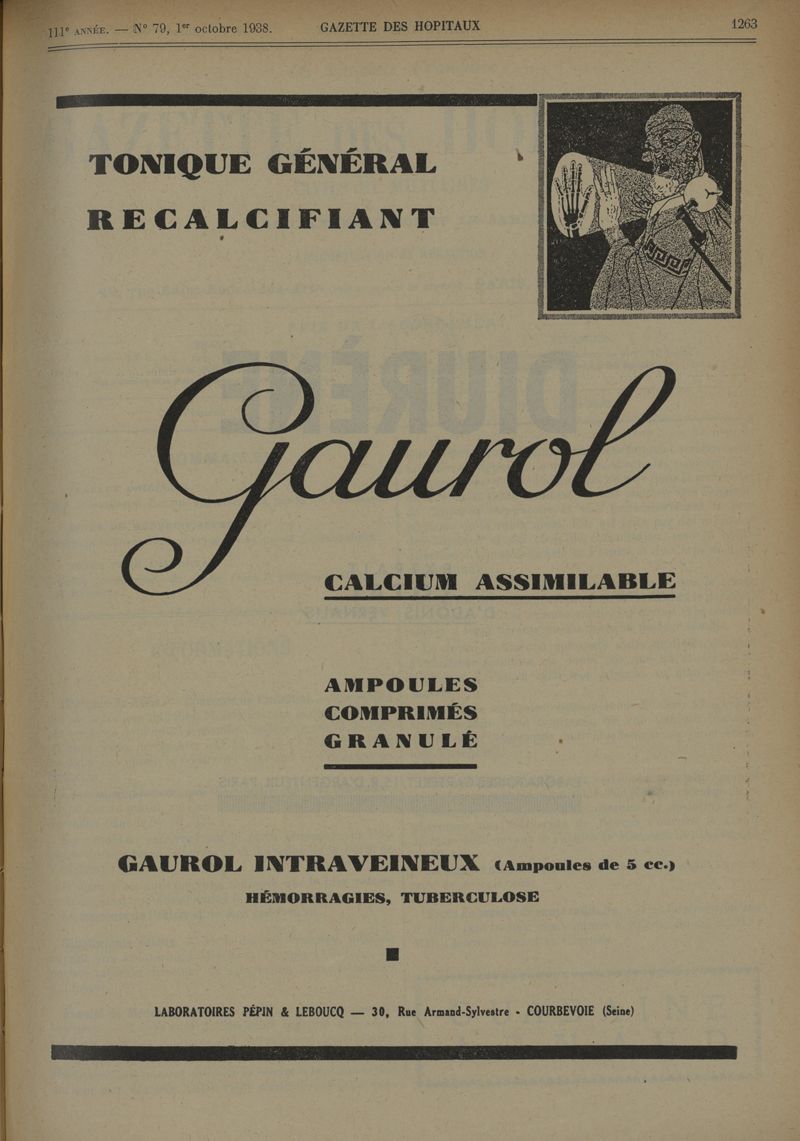 111e ANNÉE. — N° 79, 1er octobre 1938.
GAZETTE DES HOPITAUX
1263
TONIQUE GÉNÉRAL
RECALCIFIANT
Gaurol
CALCIUM ASSIMILABLE
AMPOULES
COMPRIMÉS
GRANULÉ
GAUROL INTRAVEINEUX (Ampoules de 5 cc.)
HÉMORRAGIES, TUBERCULOSE
LABORATOIRES PÉPIN & LEBOUCQ — 30, Rue Armand-Sylvestre - COURBEVOIE (Seine)